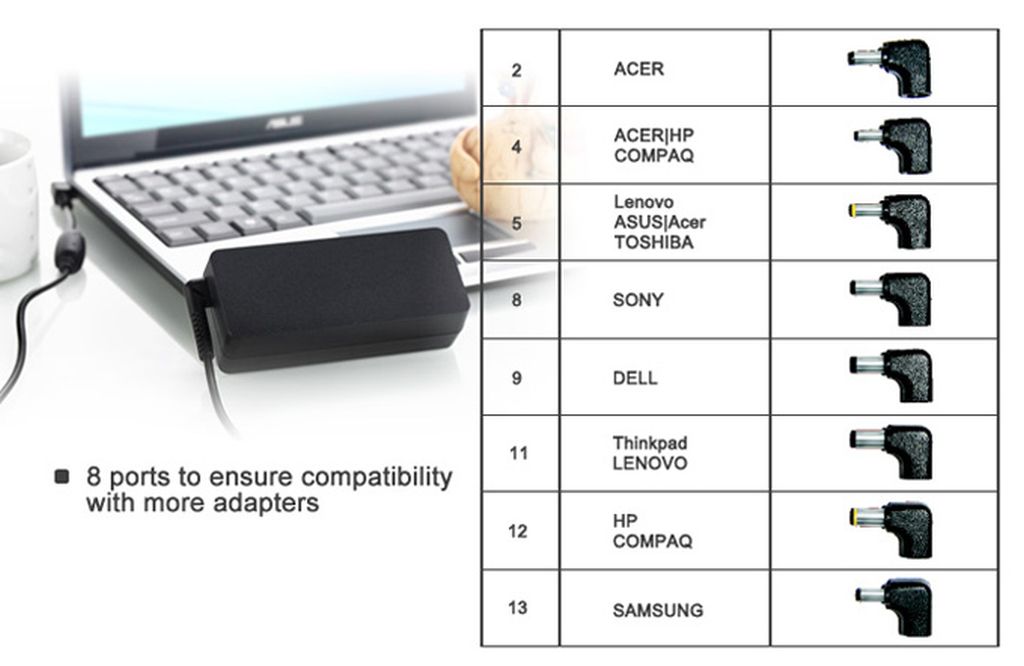 ASUS
8 ports to ensure compatibility
with more adapters
2
ACER
4
ACER|HP
COMPAQ
5
Lenovo
ASUS|Acer
TOSHIBA
8
SONY
9
DELL
11
Thinkpad
LENOVO
12
HP
COMPAQ
13
SAMSUNG